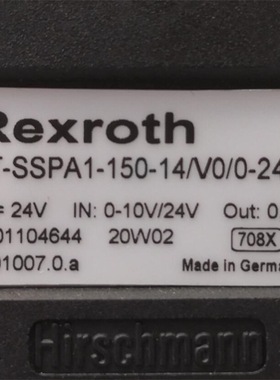 Rexroth
T-SSPA1-150-14/V0/0-24
= 24V IN: 0-10V/24V Out: 0
01104644 20W02 708X
01007.0.a Made in Germa
Hirschmann